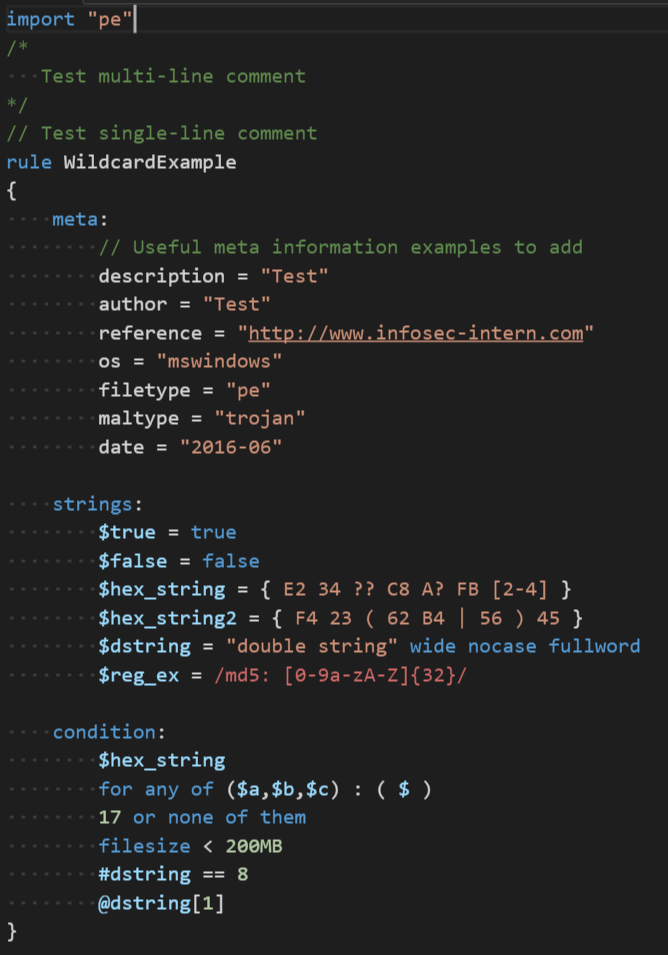 import "pe"
/*
   Test multi-line comment
*/
// Test single-line comment
rule WildcardExample
{
    meta:
        // Useful meta information examples to add
        description = "Test"
        author = "Test"
        reference = "http://www.infosec-intern.com"
        os = "mswindows"
        filetype = "pe"
        maltype = "trojan"
        date = "2016-06"

    strings:
        $true = true
        $false = false
        $hex_string = { E2 34 ?? C8 A? FB [2-4] }
        $hex_string2 = { F4 23 ( 62 B4 | 56 ) 45 }
        $dstring = "double string" wide nocase fullword
        $reg_ex = /md5: [0-9a-zA-Z]{32}/

    condition:
        $hex_string
        for any of ($a,$b,$c) : ( $ )
        17 or none of them
        filesize < 200MB
        #dstring == 8
        @dstring[1]
}